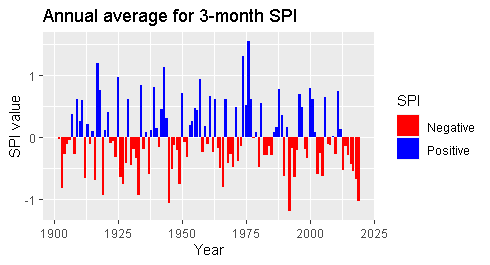 Annual average for 3-month SPI
SPI value
1
0
-1
1900
1925
1950
1975
2000
2025
Year
SPI
Negative
Positive